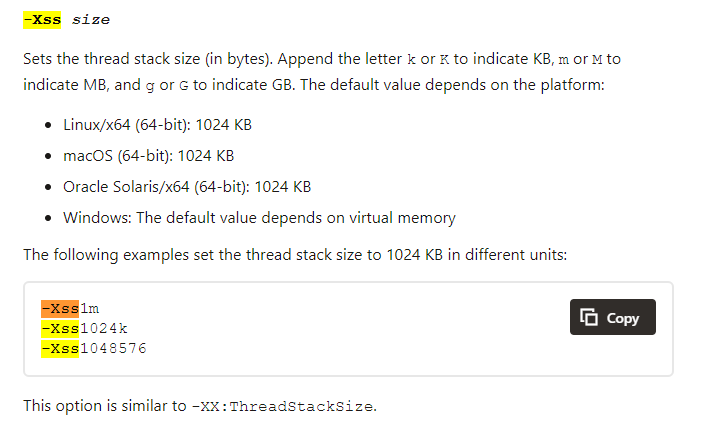 -Xss size
Sets the thread stack size (in bytes). Append the letter k or K to indicate KB, m or M to
indicate MB, and g or G to indicate GB. The default value depends on the platform:
• Linux/x64 (64-bit): 1024 KB
• macOS (64-bit): 1024 KB
• Oracle Solaris/x64 (64-bit): 1024 KB
• Windows: The default value depends on virtual memory
The following examples set the thread stack size to 1024 KB in different units:
-Xss1m
Copy
-Xss1024k
-Xss1048576
This option is similar to -XX:ThreadStackSize.